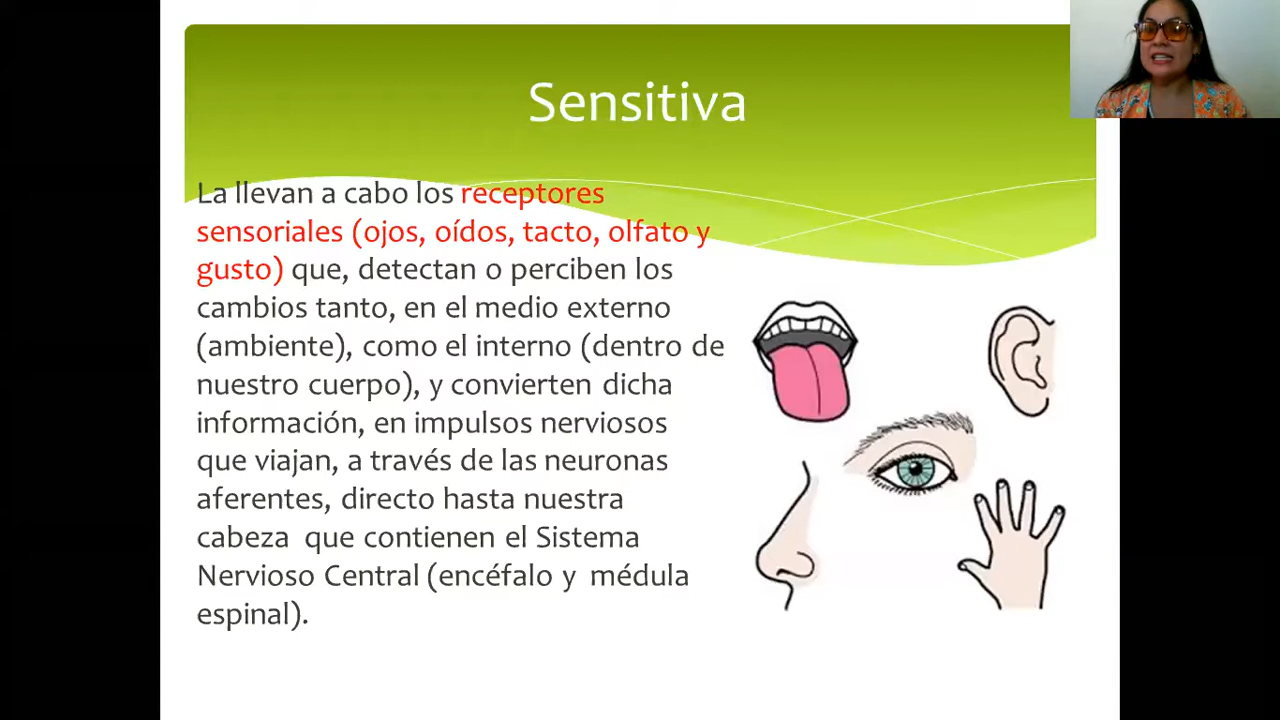 Sensitiva
La llevan a cabo los receptores
sensoriales (ojos, oídos, tacto, olfato y
gusto) que, detectan o perciben los
cambios tanto, en el medio externo
(ambiente), como el interno (dentro de
nuestro cuerpo), y convierten dicha
información, en impulsos nerviosos
que viajan, a través de las neuronas
aferentes, directo hasta nuestra
cabeza  que contienen el Sistema
Nervioso Central (encéfalo y  médula
espinal).